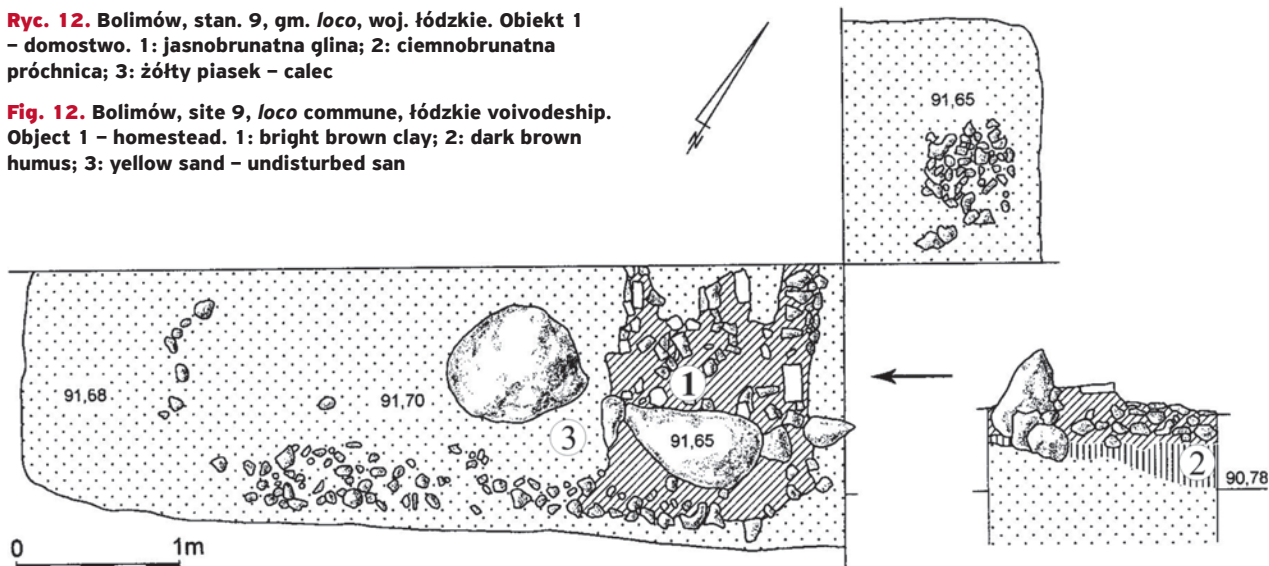 Ryc. 12. Bolimów, stan. 9, gm. loco, woj. łódzkie. Obiekt 1
– domostwo. 1: jasnobrunatna glina; 2: ciemnobrunatna
próchnica; 3: żółty piasek – calec
Fig. 12. Bolimów, site 9, loco commune, łódzkie voivodeship.
Object 1 – homestead. 1: bright brown clay; 2: dark brown
humus; 3: yellow sand – undisturbed san
N
91,65
91,68
91,70
1
3
91,65
2
90,78
0 1m